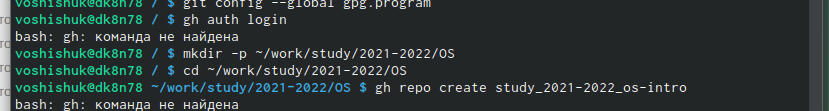 voshishuk@dk8n78 / $ git config --global gpg.program
voshishuk@dk8n78 / $ gh auth login
bash: gh: команда не найдена
voshishuk@dk8n78 / $ mkdir -p ~/work/study/2021-2022/OS
voshishuk@dk8n78 / $ cd ~/work/study/2021-2022/OS
voshishuk@dk8n78 ~/work/study/2021-2022/OS $ gh repo create study_2021-2022_os-intro
bash: gh: команда не найдена